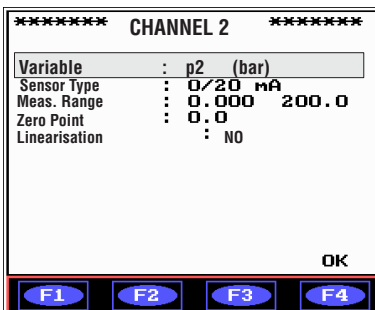 ******* CHANNEL 2 *******
Variable : p2 (bar)
Sensor Type : 0/20 mA
Meas. Range : 0.000 200.0
Zero Point : 0.0
Linearisation : NO
OK
F1 F2 F3 F4